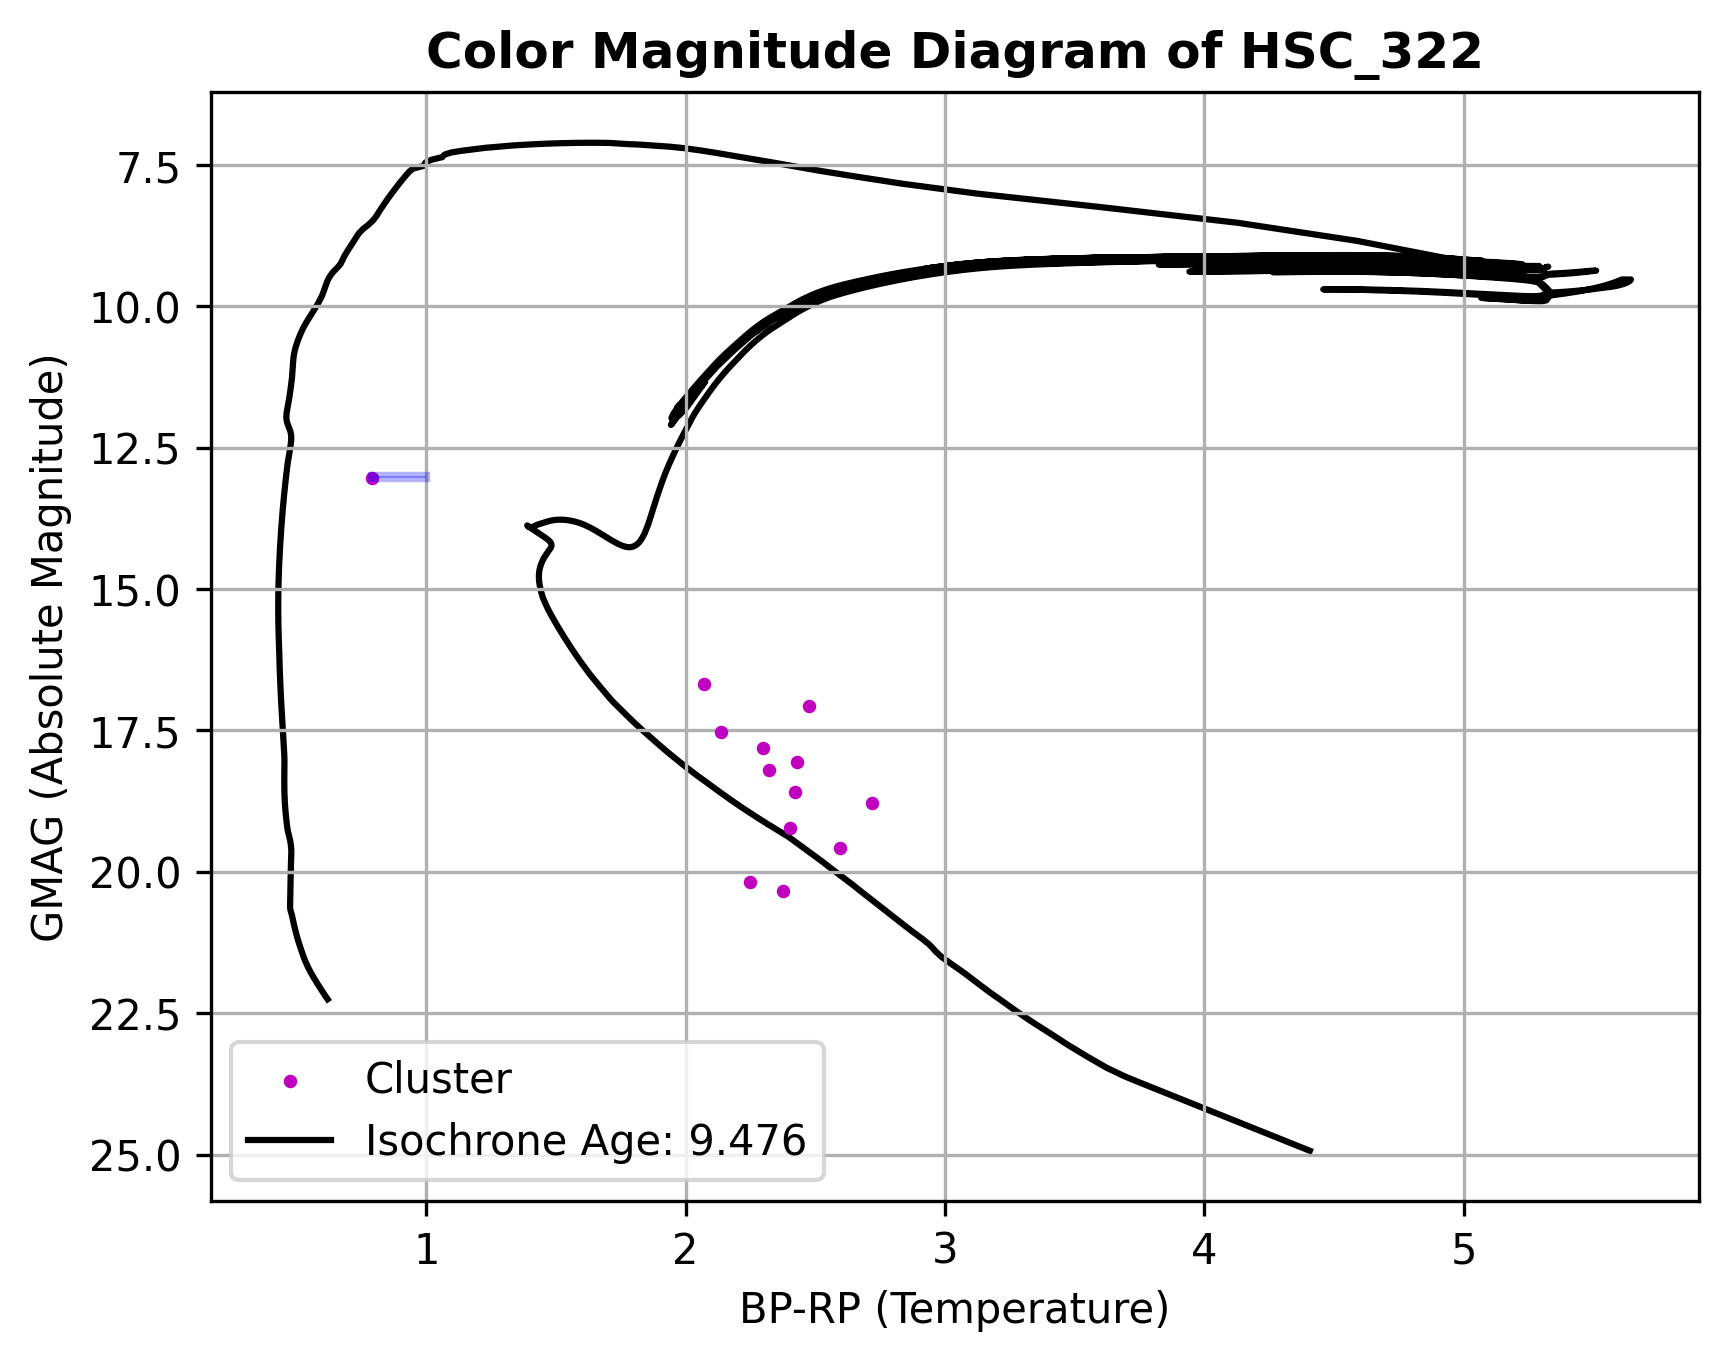 Color Magnitude Diagram of HSC_322
GMAG (Absolute Magnitude)
7.5
10.0
12.5
15.0
17.5
20.0
22.5
25.0
Cluster
Isochrone Age: 9.476
1 2 3 4 5
BP-RP (Temperature)